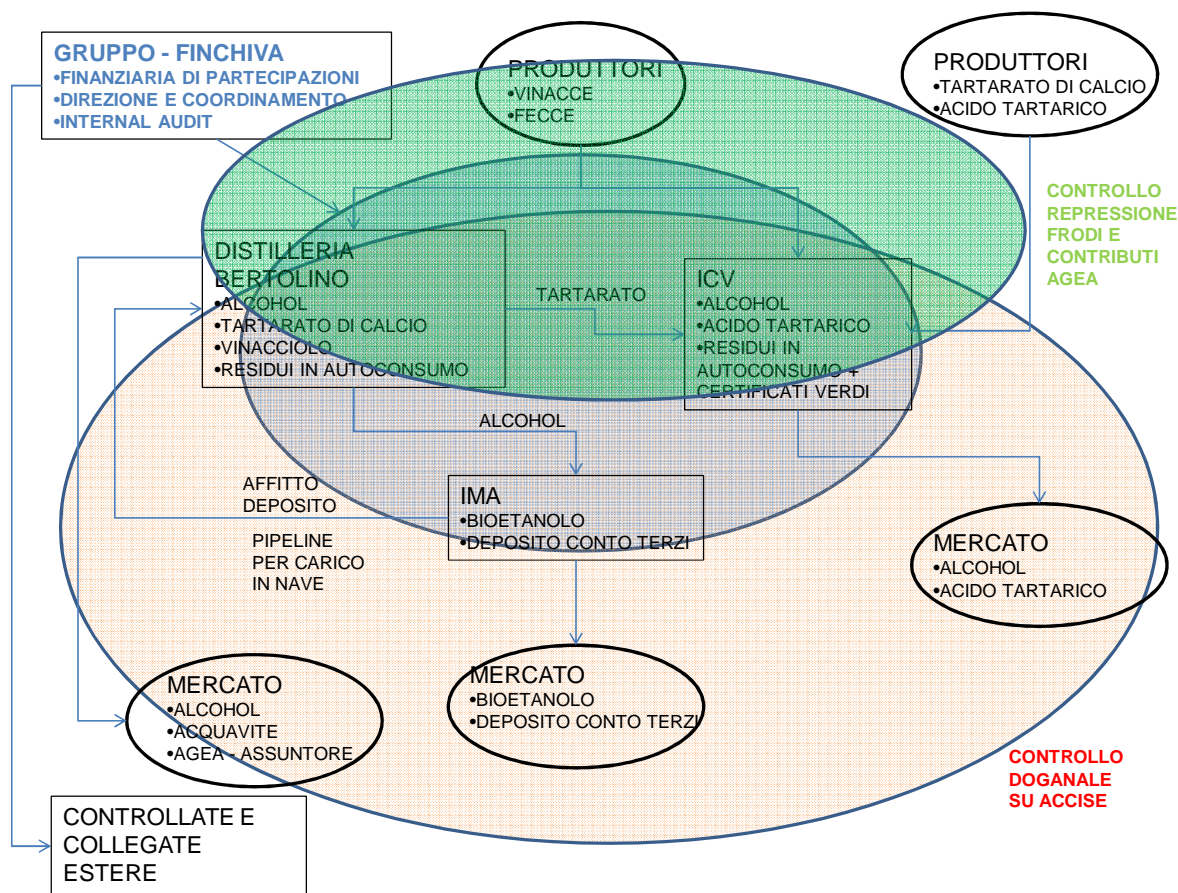 GRUPPO - FINCHIVA
•FINANZIARIA DI PARTECIPAZIONI
•DIREZIONE E COORDINAMENTO
•INTERNAL AUDIT
PRODUTTORI
•VINACCE
•FECCE
PRODUTTORI
•TARTARATO DI CALCIO
•ACIDO TARTARICO
CONTROLLO
REPRESSIONE
FRODI E
CONTRIBUTI
AGEA
DISTILLERIA
BERTOLINO
•ALCOHOL
•TARTARATO DI CALCIO
•VINACCIOLO
•RESIDUI IN AUTOCONSUMO
TARTARATO
ICV
•ALCOHOL
•ACIDO TARTARICO
•RESIDUI IN
AUTOCONSUMO +
CERTIFICATI VERDI
ALCOHOL
AFFITTO
DEPOSITO
IMA
•BIOETANOLO
•DEPOSITO CONTO TERZI
PIPELINE
PER CARICO
IN NAVE
MERCATO
•ALCOHOL
•ACIDO TARTARICO
MERCATO
•ALCOHOL
•ACQUAVITE
•AGEA - ASSUNTORE
MERCATO
•BIOETANOLO
•DEPOSITO CONTO TERZI
CONTROLLO
DOGANALE
SU ACCISE
CONTROLLATE E
COLLEGATE
ESTERE